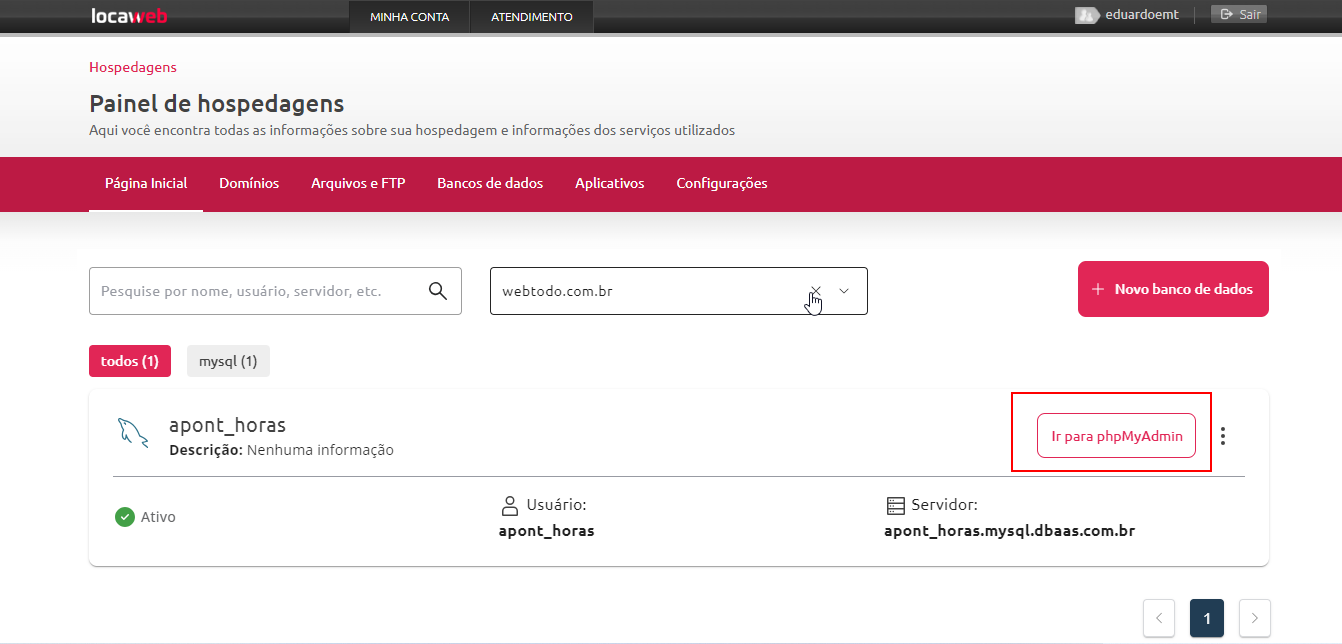 locaweb
MINHA CONTA
ATENDIMENTO
eduardoemt
Sair
Hospedagens
Painel de hospedagens
Aqui você encontra todas as informações sobre sua hospedagem e informações dos serviços utilizados
Página Inicial
Domínios
Arquivos e FTP
Bancos de dados
Aplicativos
Configurações
Pesquise por nome, usuário, servidor, etc.
webtodo.com.br
+ Novo banco de dados
todos (1)
mysql (1)
apont_horas
Descrição: Nenhuma informação
Ir para phpMyAdmin
Ativo
Usuário:
apont_horas
Servidor:
apont_horas.mysql.dbaas.com.br
1